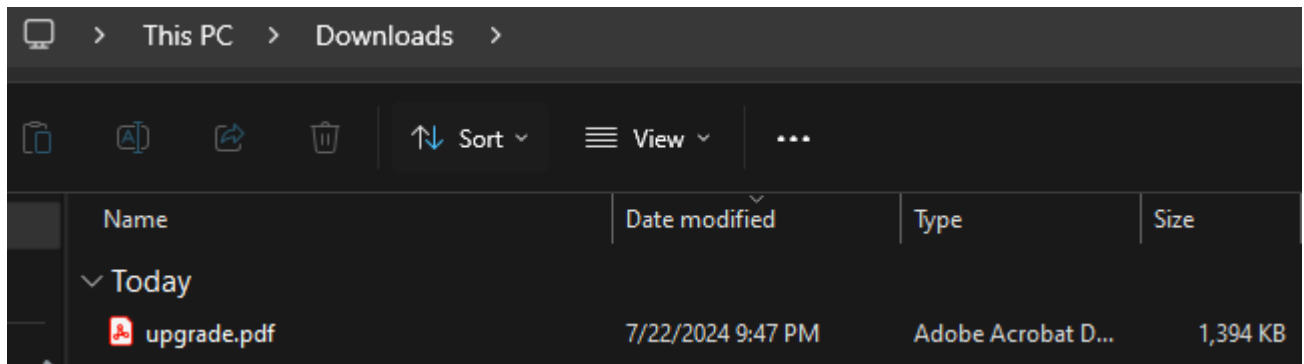 This PC > Downloads >
Sort View •••
Name Date modified Type Size
Today
upgrade.pdf 7/22/2024 9:47 PM Adobe Acrobat D... 1,394 KB